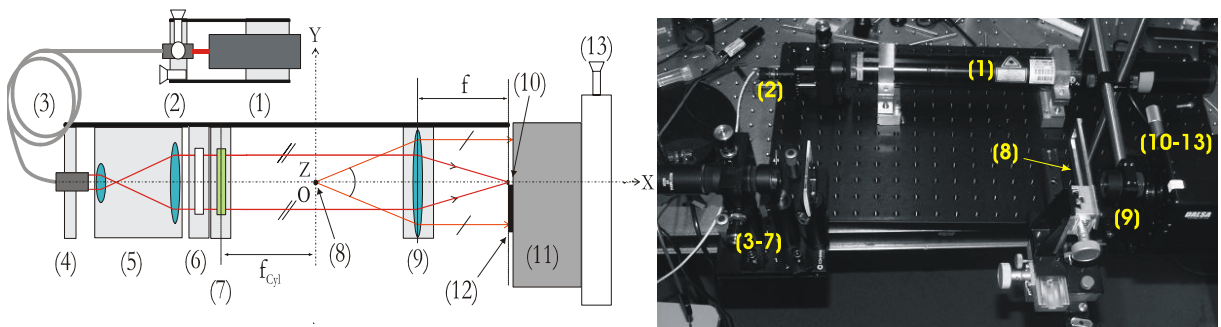 (1)
(2)
(3)
(4)
(5)
(6)
(7)
(8)
(9)
(10)
(11)
(12)
(13)
Y
X
Z
O
f
f_Cyl
(1)
(2)
(3-7)
(8)
(9)
(10-13)
DALSA